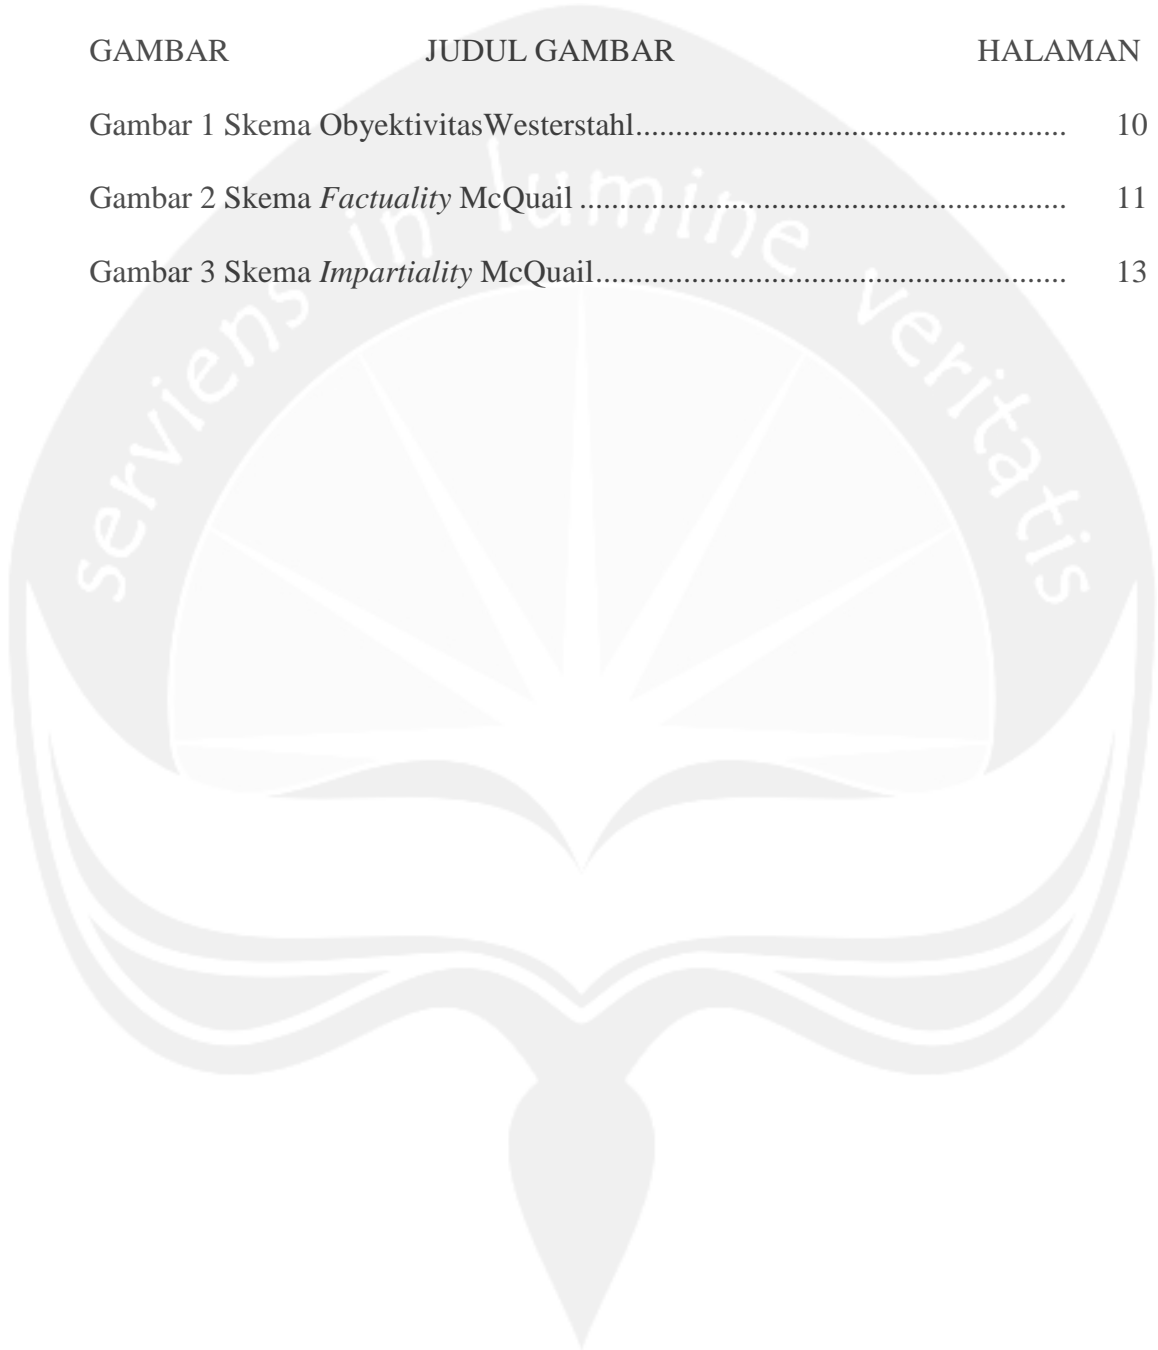 GAMBAR JUDUL GAMBAR HALAMAN
Gambar 1 Skema ObyektivitasWesterstahl...................................................... 10
Gambar 2 Skema Factuality McQuail ............................................................. 11
Gambar 3 Skema Impartiality McQuail........................................................... 13
serviens in lumine veritatis